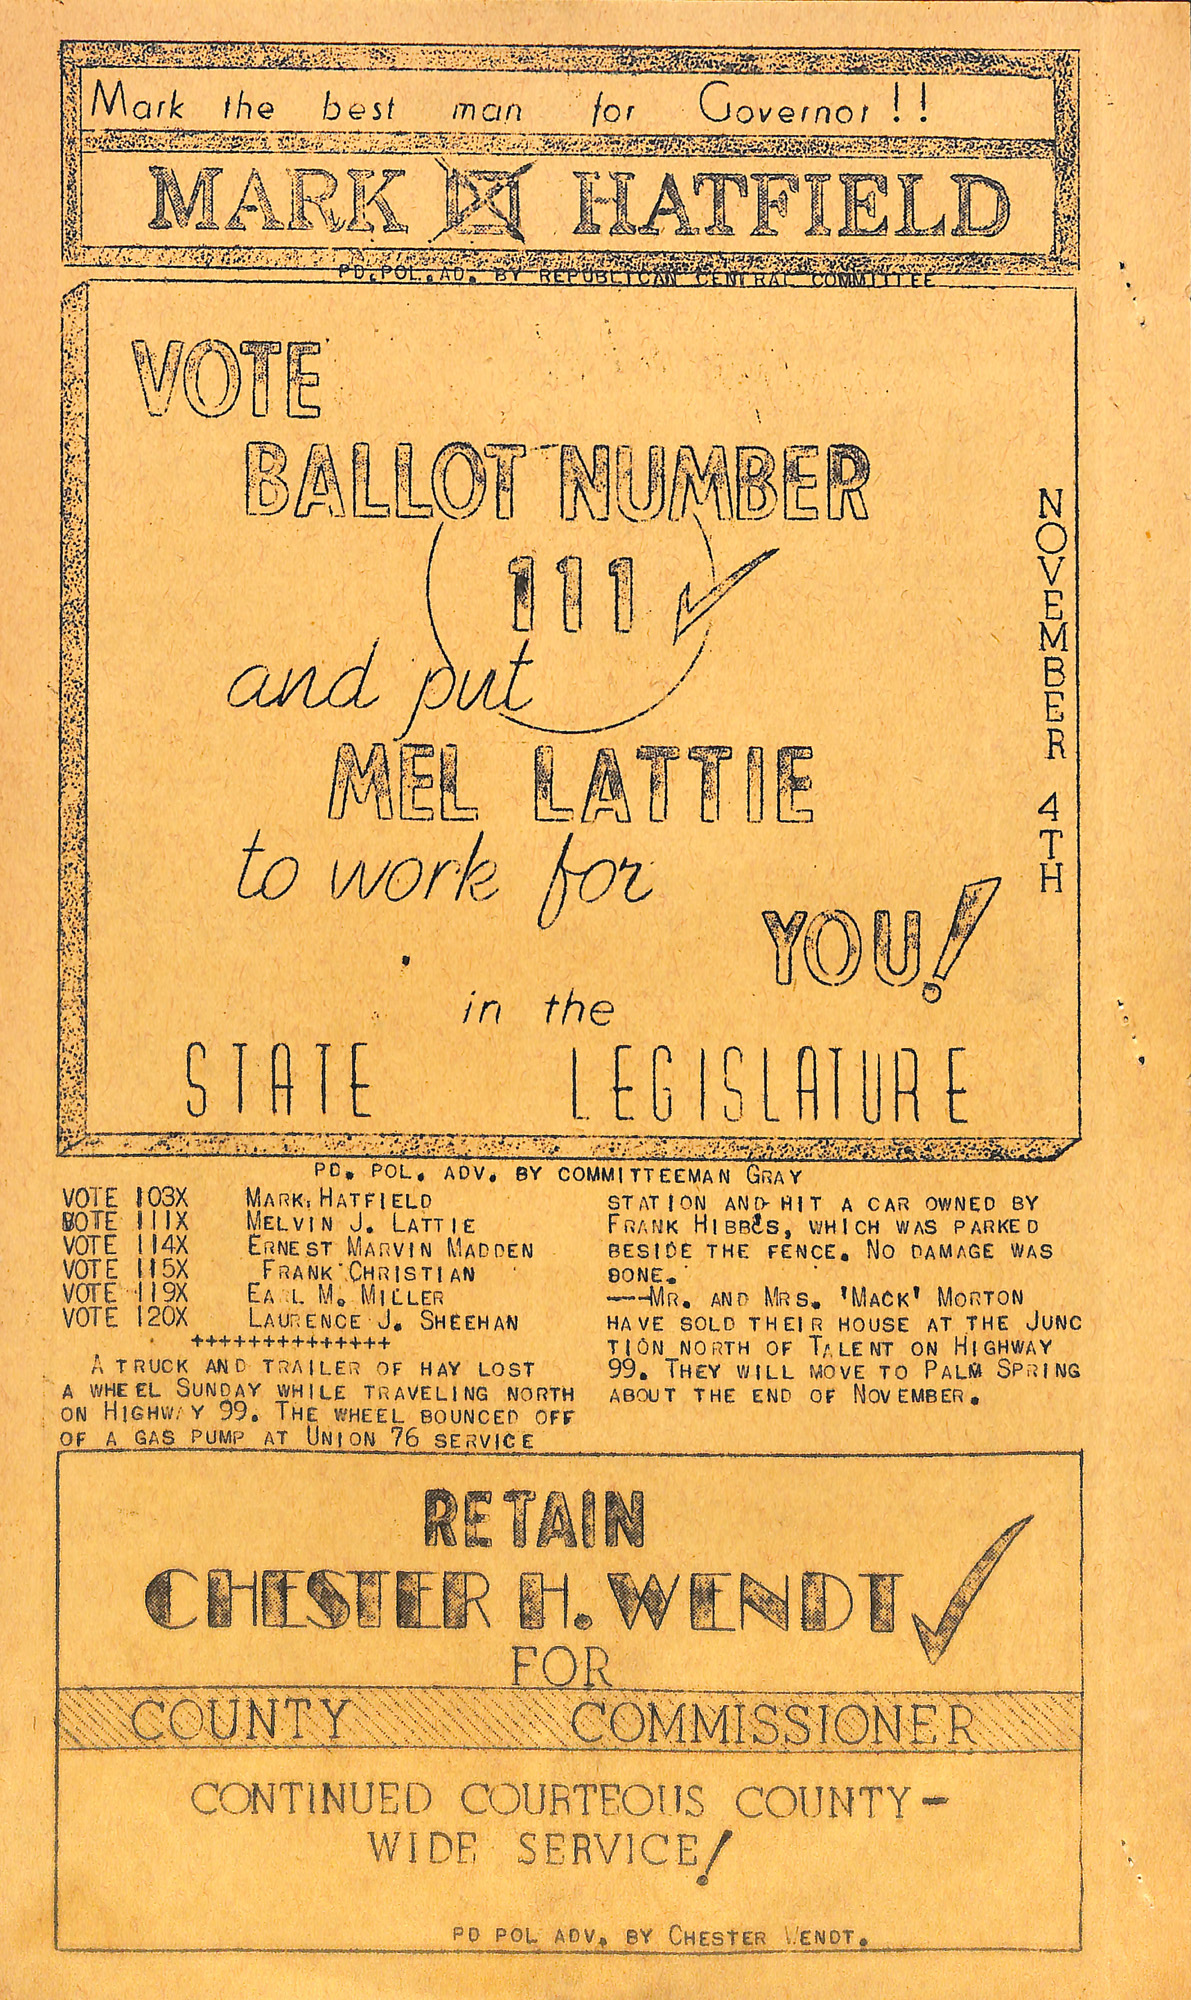 Mark the best man for Governor!!
MARK HATFIELD
PD.POL.AD. BY REPUBLICAN CENTRAL COMMITTEE
VOTE
BALLOT NUMBER
111
and put
MEL LATTIE
to work for
YOU!
in the
STATE LEGISLATURE
NOVEMBER 4TH
PD. POL. ADV. BY COMMITTEEMAN GRAY
VOTE 103X MARK HATFIELD
BOTE 111X MELVIN J. LATTIE
VOTE 114X ERNEST MARVIN MADDEN
VOTE 115X FRANK CHRISTIAN
VOTE 119X EARL M. MILLER
VOTE 120X LAURENCE J. SHEEHAN
++++++++++++++
A TRUCK AND TRAILER OF HAY LOST
A WHEEL SUNDAY WHILE TRAVELING NORTH
ON HIGHWAY 99. THE WHEEL BOUNCED OFF
OF A GAS PUMP AT UNION 76 SERVICE
STATION AND HIT A CAR OWNED BY
FRANK HIBBES, WHICH WAS PARKED
BESIDE THE FENCE. NO DAMAGE WAS
DONE.
---MR. AND MRS. 'MACK' MORTON
HAVE SOLD THEIR HOUSE AT THE JUNC
TION NORTH OF TALENT ON HIGHWAY
99. THEY WILL MOVE TO PALM SPRING
ABOUT THE END OF NOVEMBER.
RETAIN
CHESTER H. WENDT
FOR
COUNTY COMMISSIONER
CONTINUED COURTEOUS COUNTY-
WIDE SERVICE!
PD POL ADV. BY CHESTER WENDT.